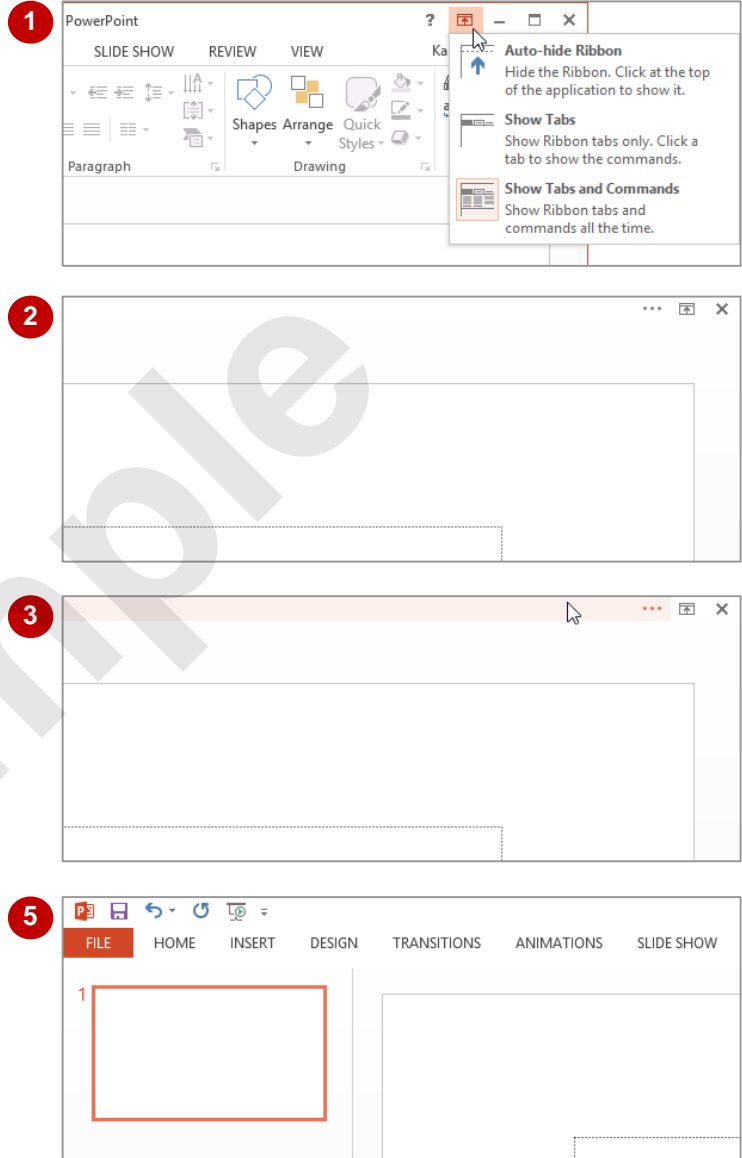 1
PowerPoint
?
SLIDE SHOW REVIEW VIEW Ka
Auto-hide Ribbon
Hide the Ribbon. Click at the top
of the application to show it.
Show Tabs
Show Ribbon tabs only. Click a
tab to show the commands.
Show Tabs and Commands
Show Ribbon tabs and
commands all the time.
Shapes Arrange Quick
Styles
Paragraph Drawing
2
3
5
FILE HOME INSERT DESIGN TRANSITIONS ANIMATIONS SLIDE SHOW
1
mple